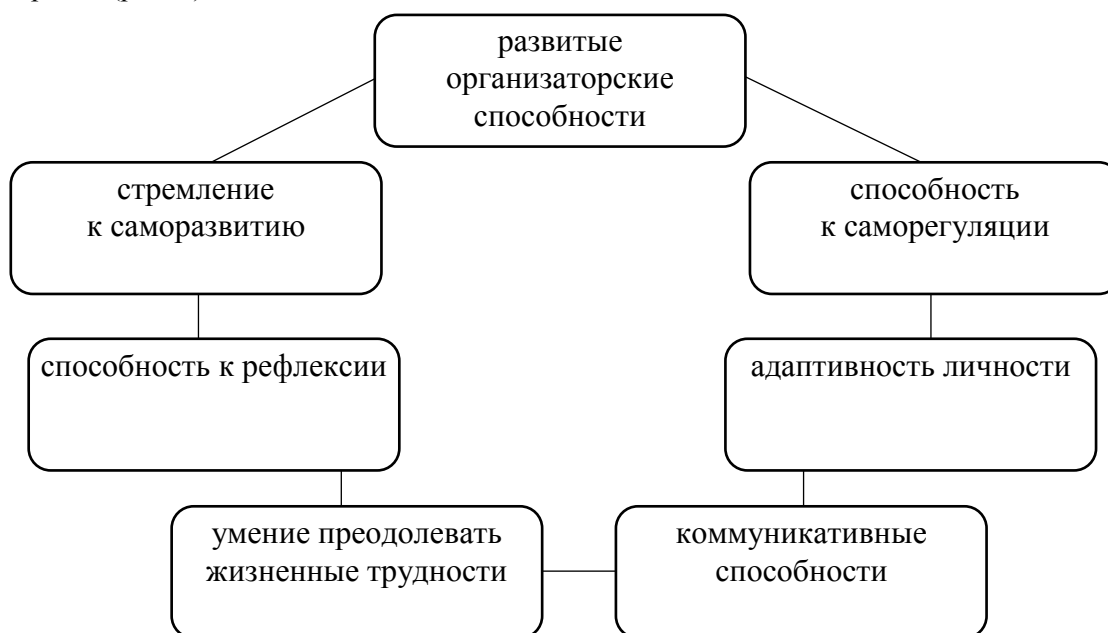 развитые
организаторские
способности
стремление
к саморазвитию
способность
к саморегуляции
способность к рефлексии
адаптивность личности
умение преодолевать
жизненные трудности
коммуникативные
способности